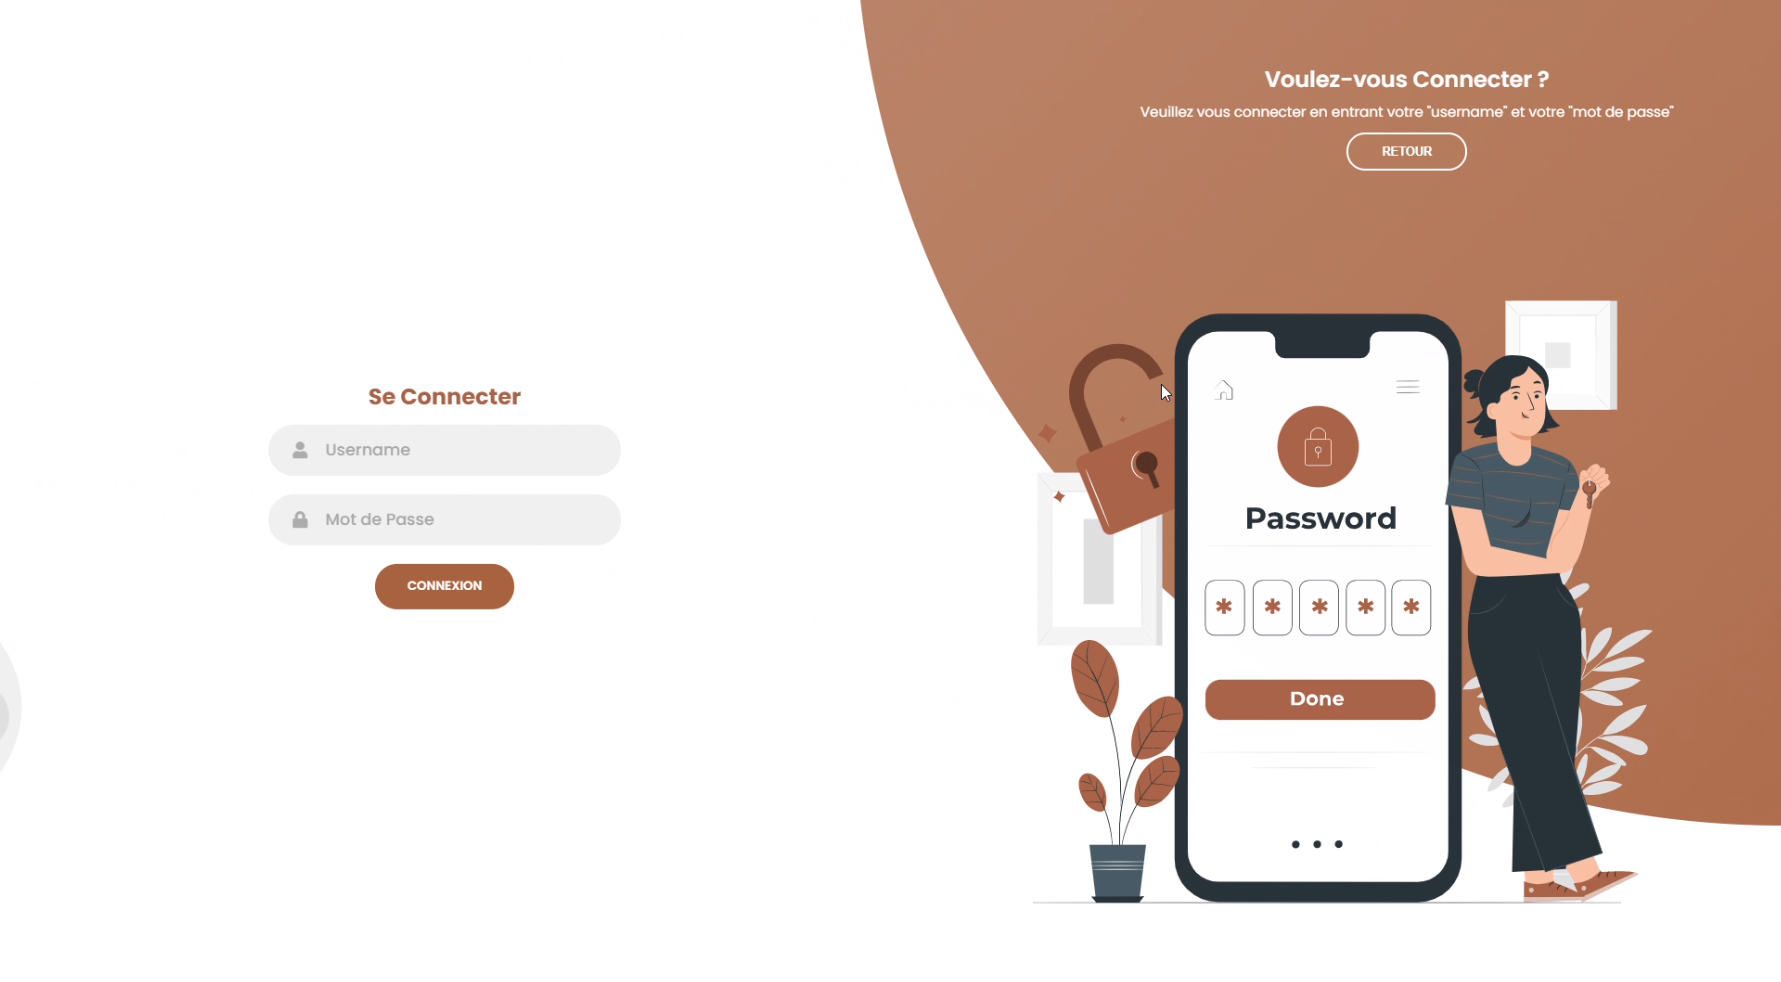 Voulez-vous Connecter ?
Veuillez vous connecter en entrant votre "username" et votre "mot de passe"
RETOUR
Se Connecter
Username
Mot de Passe
CONNEXION
Password
* * * * *
Done